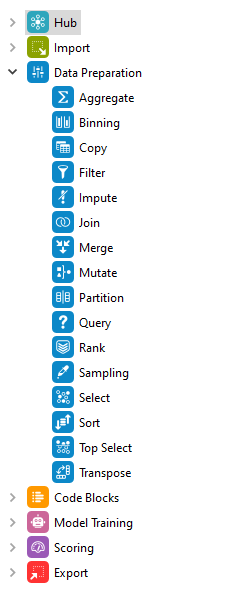 Hub
Import
Data Preparation
Aggregate
Binning
Copy
Filter
Impute
Join
Merge
Mutate
Partition
Query
Rank
Sampling
Select
Sort
Top Select
Transpose
Code Blocks
Model Training
Scoring
Export